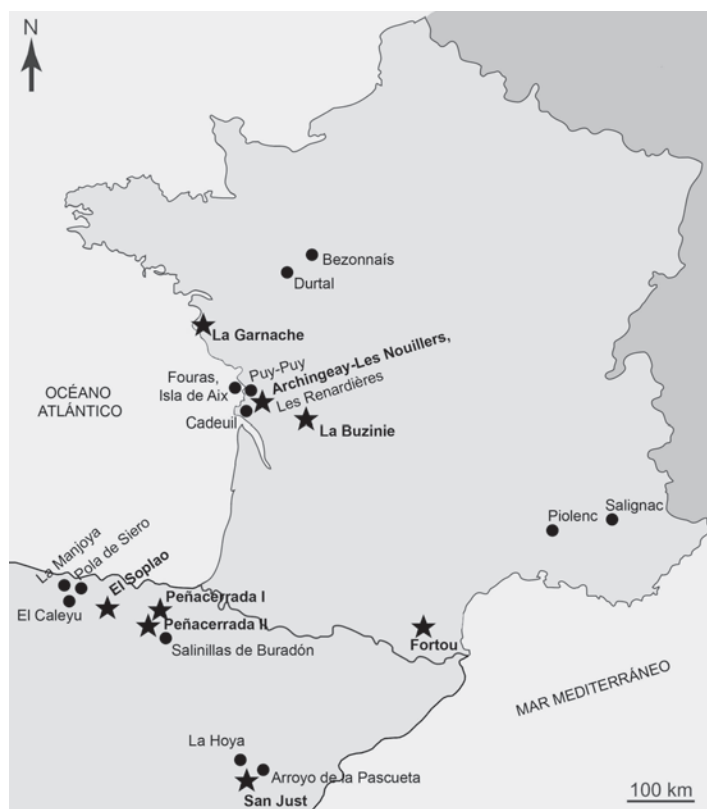 N
Bezonnais
Durtal
La Garnache
Puy-Puy
Archingeay-Les Nouillers,
Les Renardières
Fouras,
Isla de Aix
Cadeuil
La Buzinie
OCÉANO
ATLÁNTICO
Salignac
Piolenc
La Manjoya
Pola de Siero
El Soplao
El Caleyu
Peñacerrada I
Peñacerrada II
Salinillas de Buradón
Fortou
MAR MEDITERRÁNEO
La Hoya
Arroyo de la Pascueta
San Just
100 km